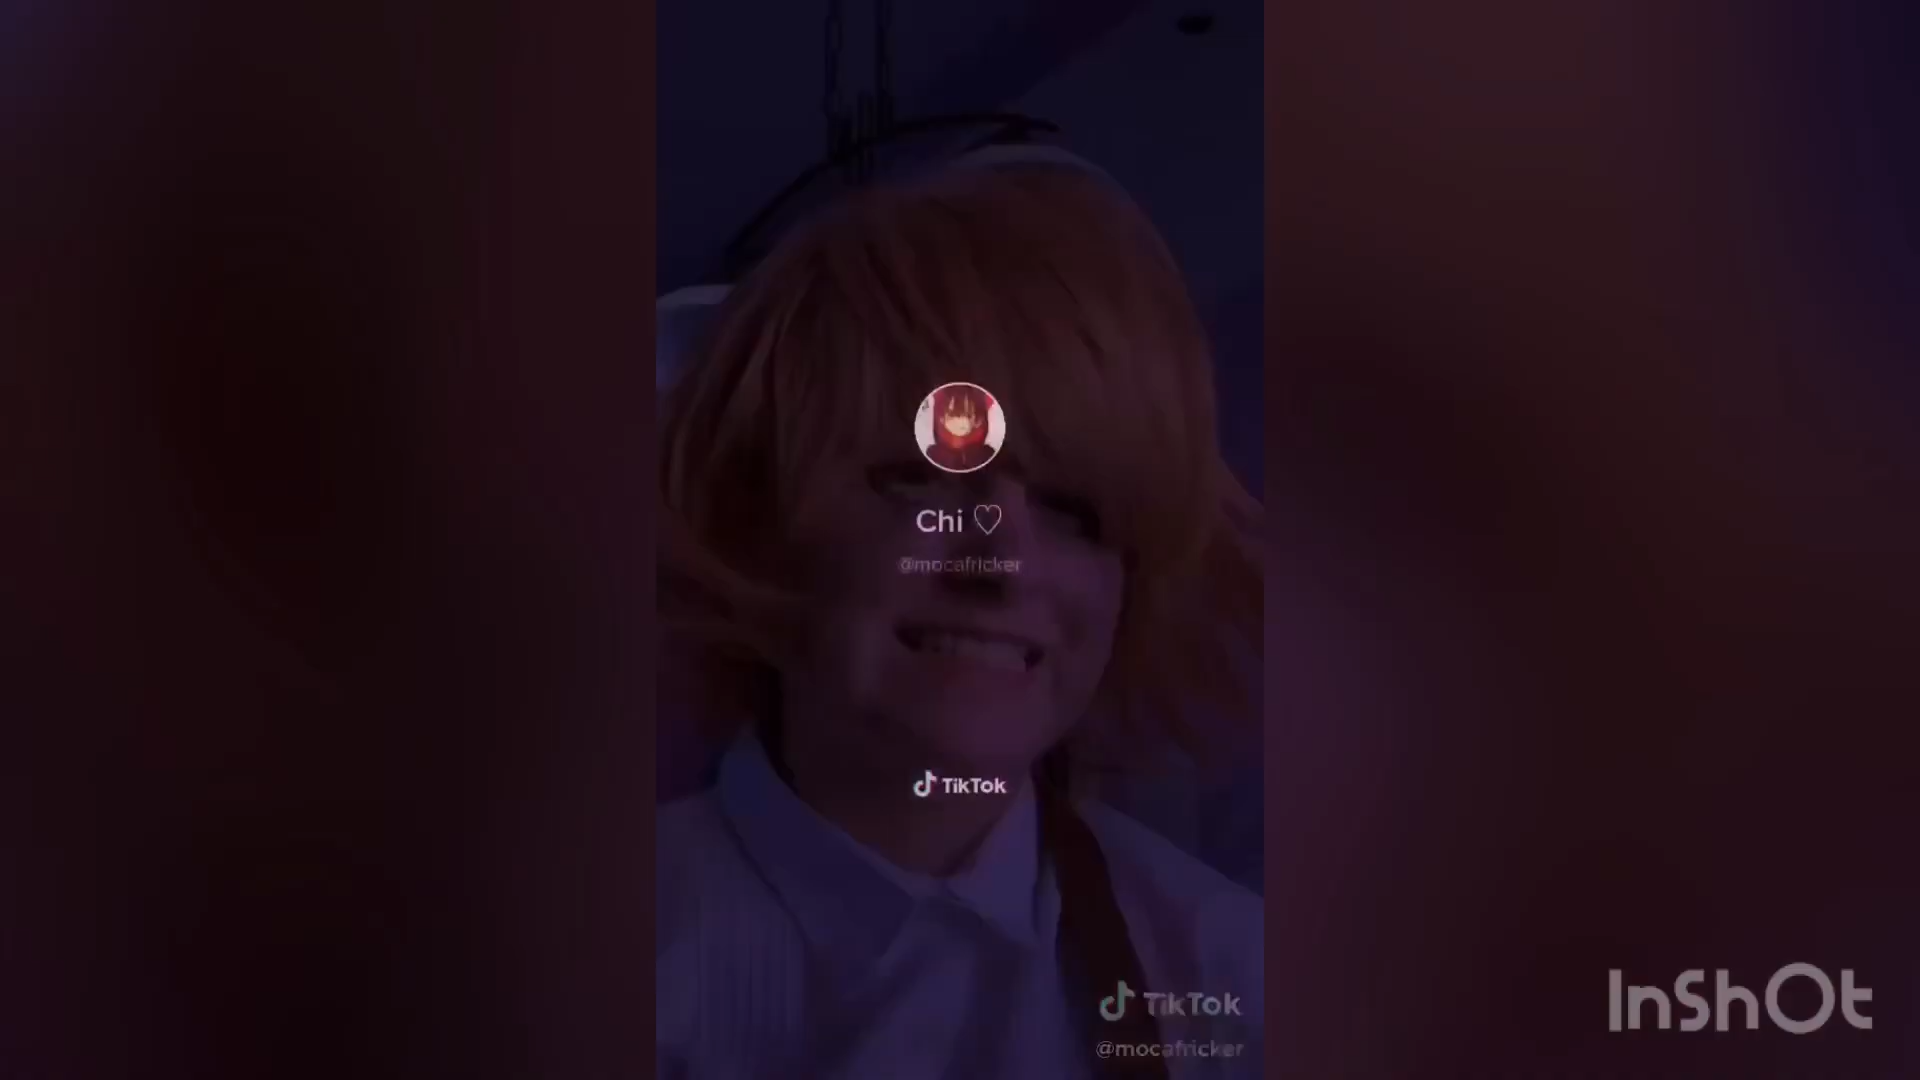 Chi ♡
@mocafricker
TikTok
TikTok
@mocafricker
InShOt